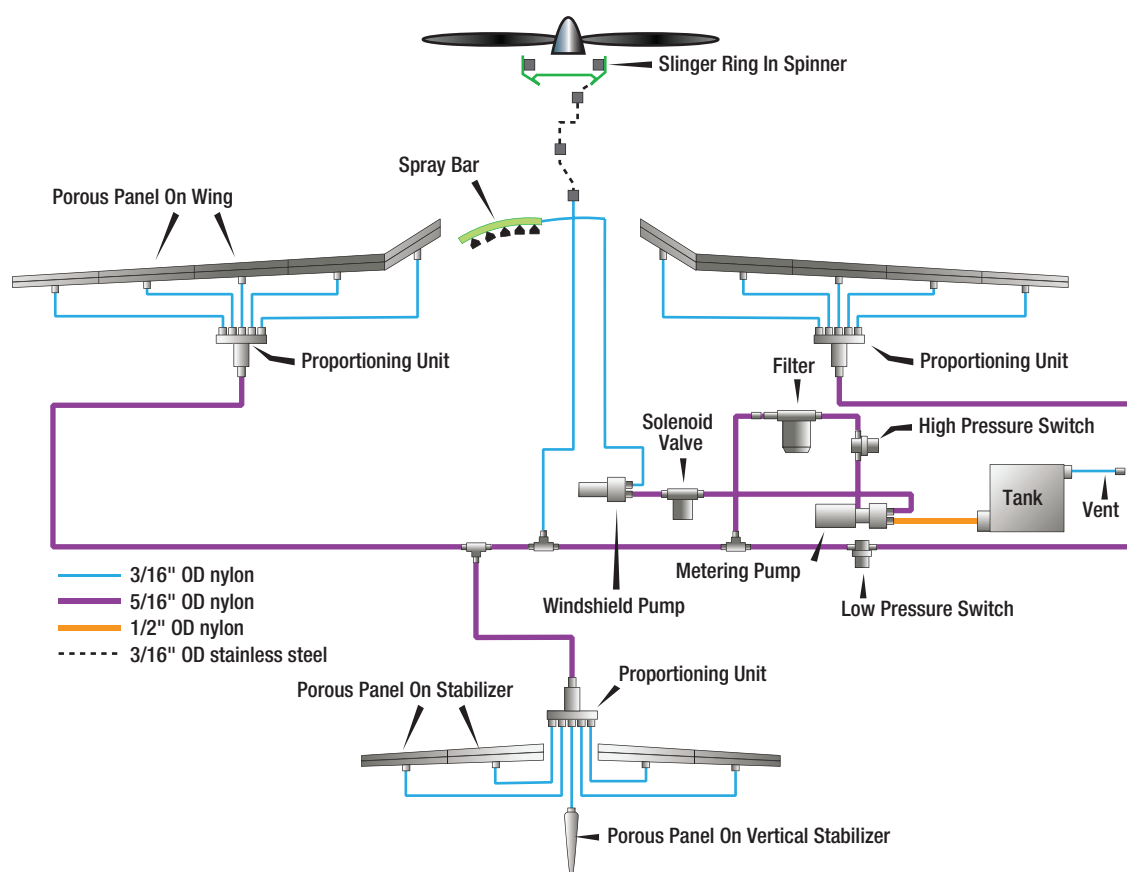 Slinger Ring In Spinner
Spray Bar
Porous Panel On Wing
Proportioning Unit
Proportioning Unit
Filter
Solenoid
Valve
High Pressure Switch
Tank
Vent
Metering Pump
Windshield Pump
Low Pressure Switch
3/16" OD nylon
5/16" OD nylon
1/2" OD nylon
3/16" OD stainless steel
Proportioning Unit
Porous Panel On Stabilizer
Porous Panel On Vertical Stabilizer